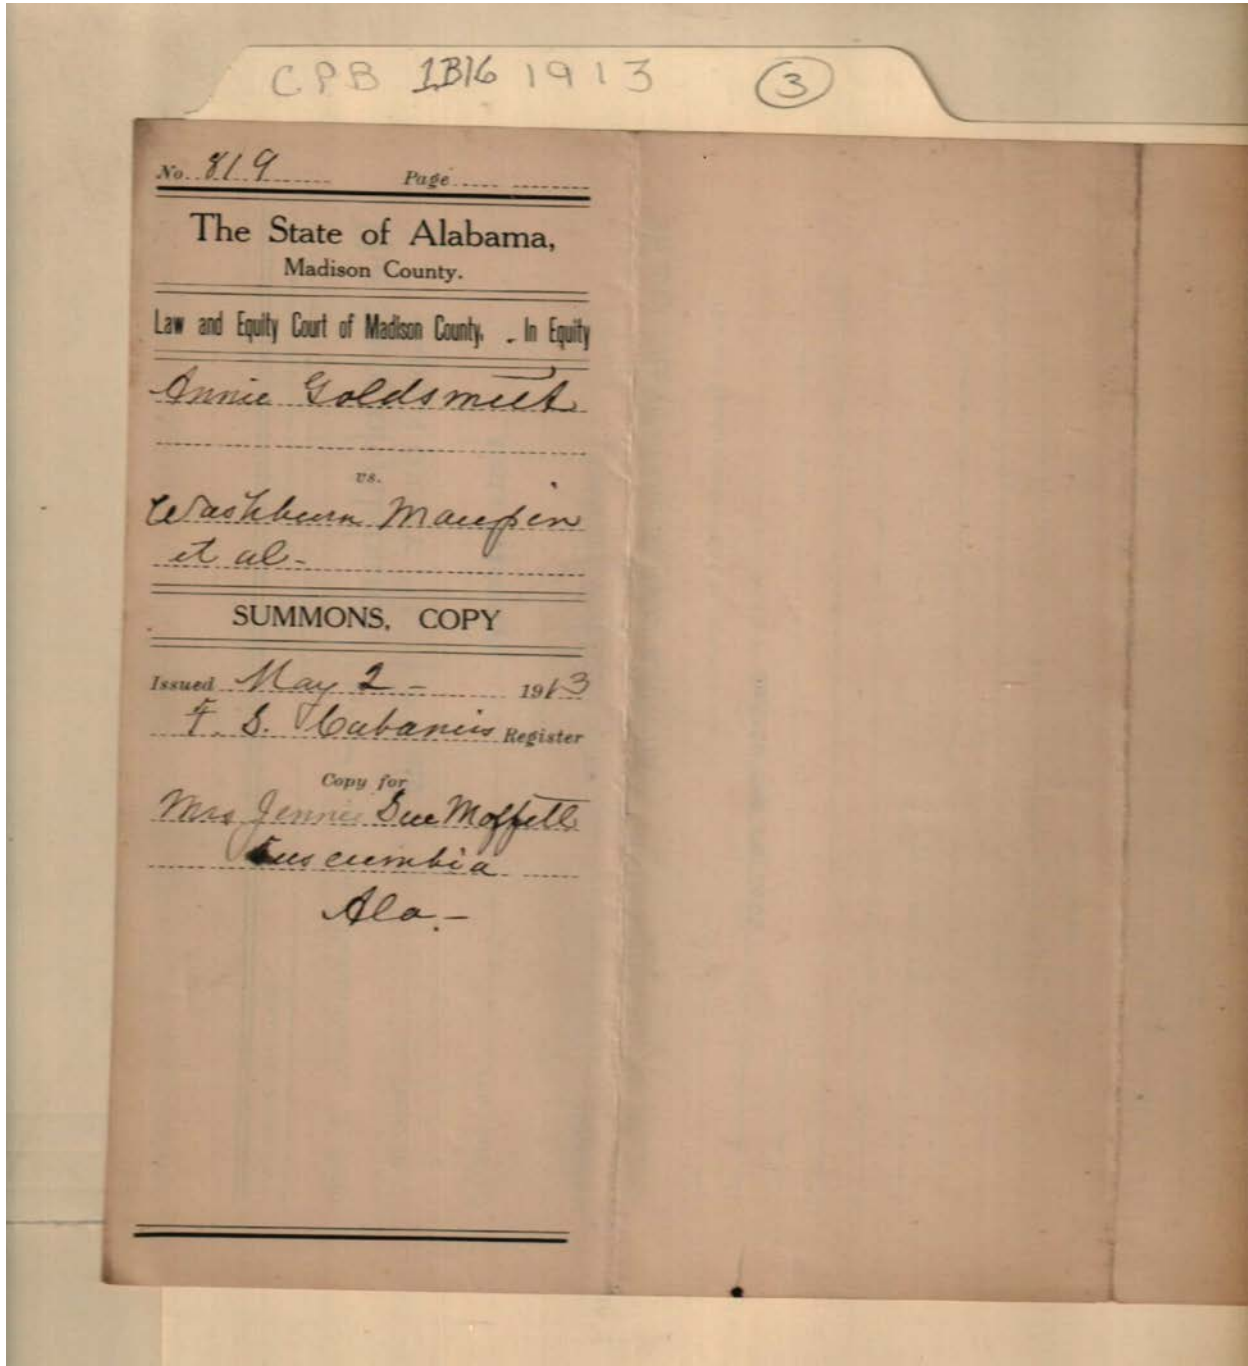 CPB 1B16 1913 3
No. 819 Page
The State of Alabama,
Madison County.
Law and Equity Court of Madison County, - In Equity
Annie Goldsmith
vs.
Washburn Maupin
et al-
SUMMONS, COPY
Issued May 2 - 1913
F. S. Cabaniss Register
Copy for
Mrs Jennie Sue Moffett
Tuscumbia
Ala.-